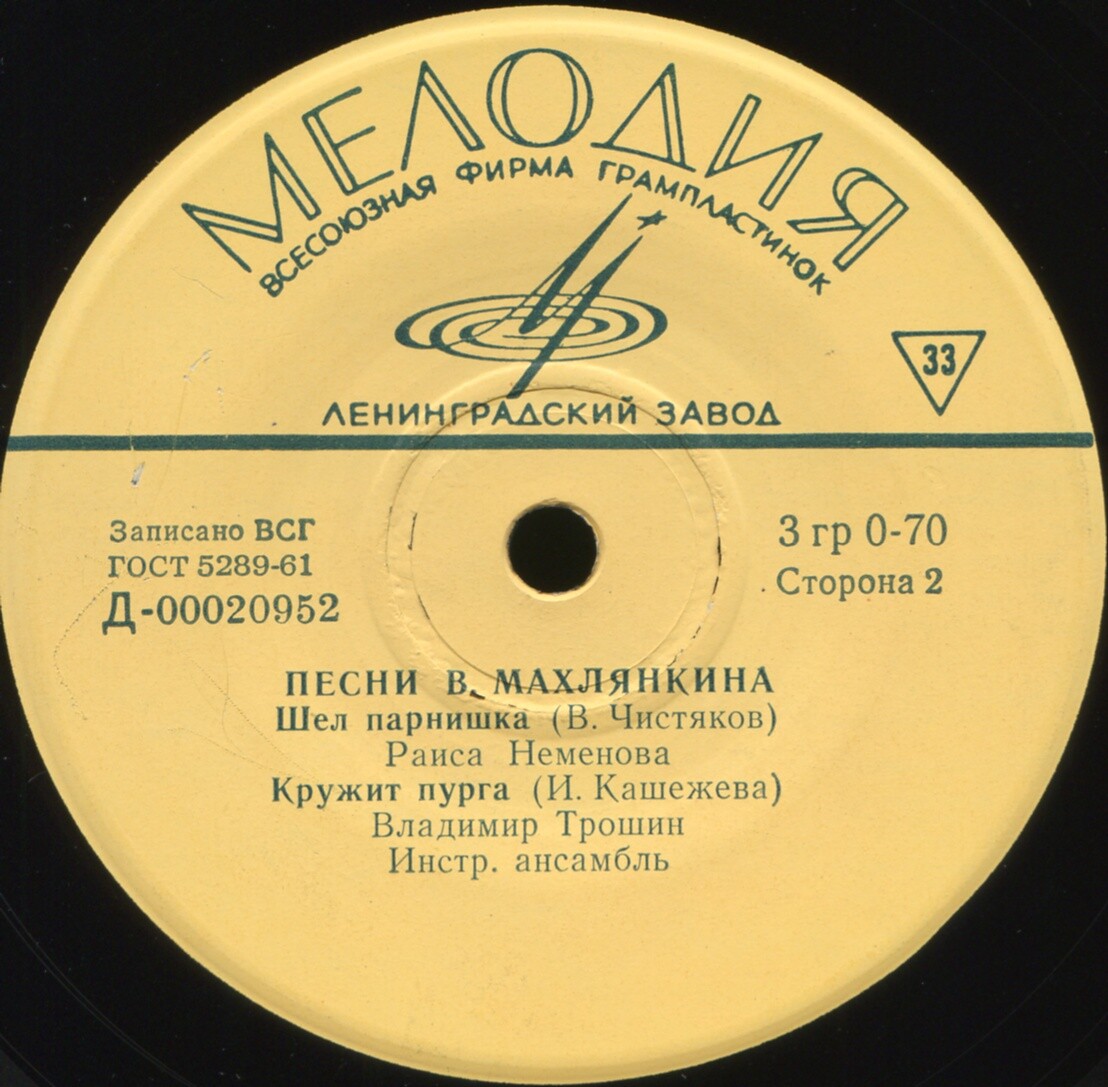 МЕЛОДИЯ
ВСЕСОЮЗНАЯ ФИРМА ГРАМПЛАСТИНОК
33
ЛЕНИНГРАДСКИЙ ЗАВОД
Записано ВСГ
ГОСТ 5289-61
Д-00020952
3 гр 0-70
Сторона 2
ПЕСНИ В. МАХЛЯНКИНА
Шел парнишка (В. Чистяков)
Раиса Неменова
Кружит пурга (И. Кашежева)
Владимир Трошин
Инстр. ансамбль